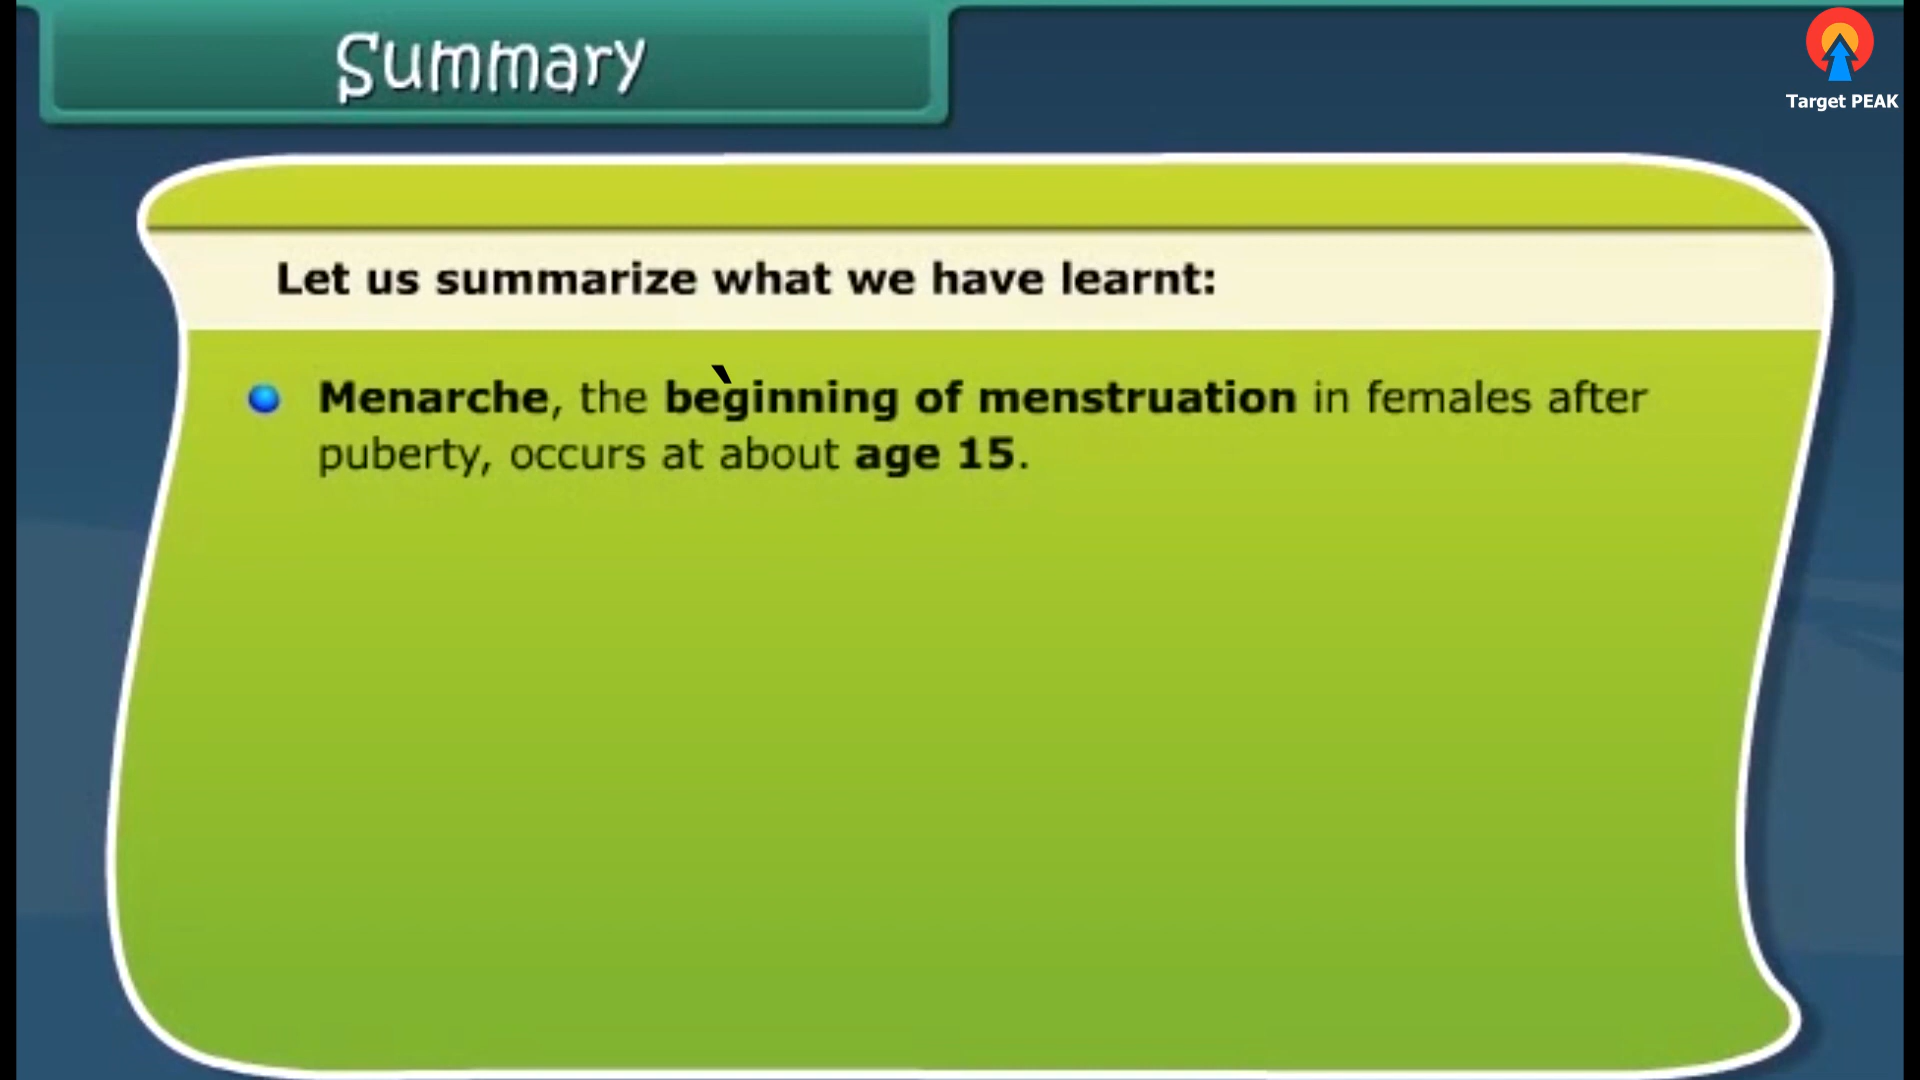 Summary
Target PEAK
Let us summarize what we have learnt:
Menarche, the beginning of menstruation in females after
puberty, occurs at about age 15.